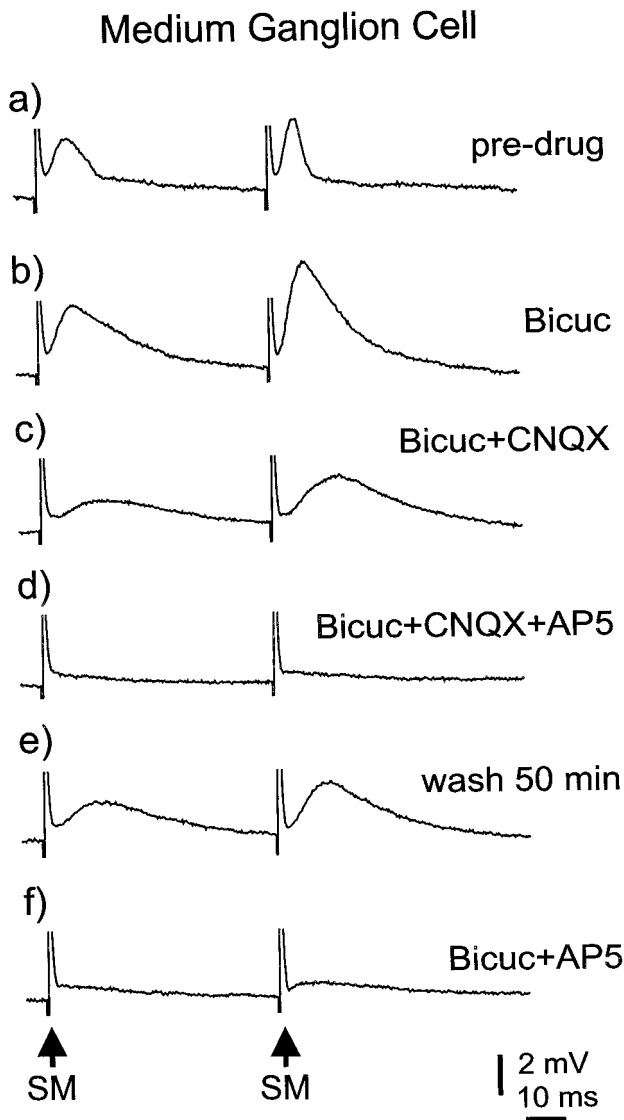 Medium Ganglion Cell
a)
pre-drug
b)
Bicuc
c)
Bicuc+CNQX
d)
Bicuc+CNQX+AP5
e)
wash 50 min
f)
Bicuc+AP5
SM SM
2 mV
10 ms